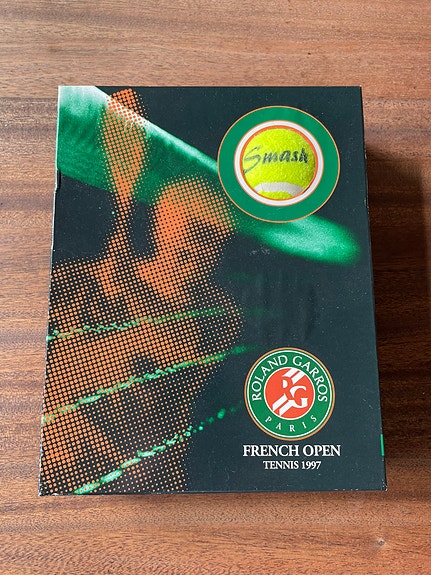 Smash
ROLAND GARROS
RG
PARIS
FRENCH OPEN
TENNIS 1997